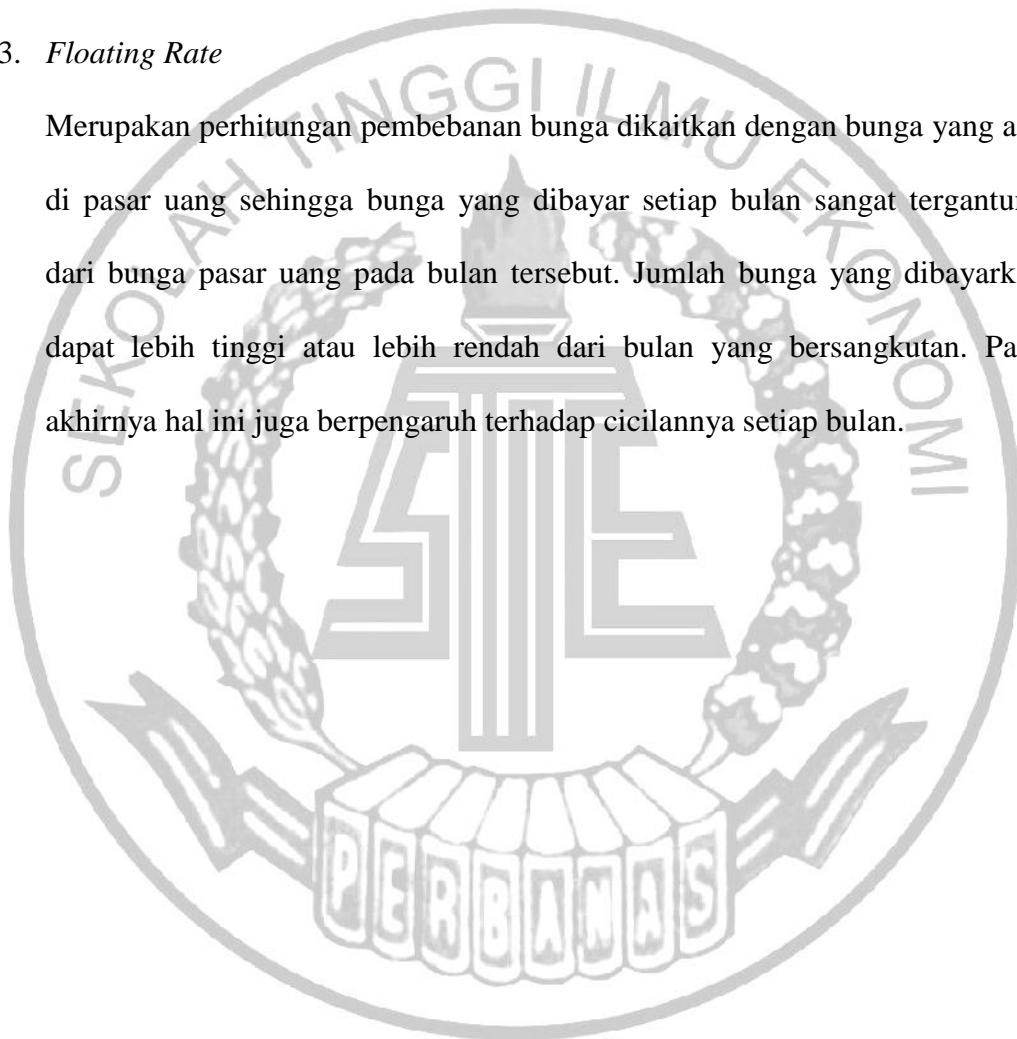 3. Floating Rate
Merupakan perhitungan pembebanan bunga dikaitkan dengan bunga yang a
di pasar uang sehingga bunga yang dibayar setiap bulan sangat tergantu
dari bunga pasar uang pada bulan tersebut. Jumlah bunga yang dibayark
dapat lebih tinggi atau lebih rendah dari bulan yang bersangkutan. Pa
akhirnya hal ini juga berpengaruh terhadap cicilannya setiap bulan.
SEKOLAH TINGGI ILMU EKONOMI
STIE
PERBANAS